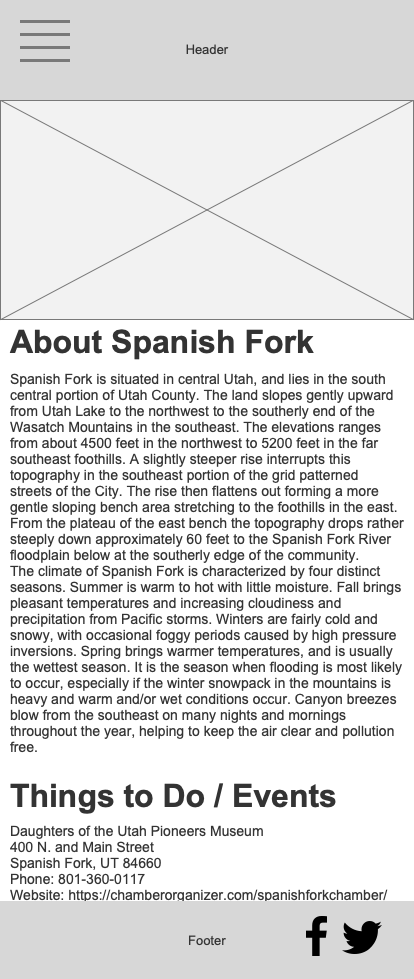 Header
About Spanish Fork
Spanish Fork is situated in central Utah, and lies in the south
central portion of Utah County. The land slopes gently upward
from Utah Lake to the northwest to the southerly end of the
Wasatch Mountains in the southeast. The elevations ranges
from about 4500 feet in the northwest to 5200 feet in the far
southeast foothills. A slightly steeper rise interrupts this
topography in the southeast portion of the grid patterned
streets of the City. The rise then flattens out forming a more
gentle sloping bench area stretching to the foothills in the east.
From the plateau of the east bench the topography drops rather
steeply down approximately 60 feet to the Spanish Fork River
floodplain below at the southerly edge of the community.
The climate of Spanish Fork is characterized by four distinct
seasons. Summer is warm to hot with little moisture. Fall brings
pleasant temperatures and increasing cloudiness and
precipitation from Pacific storms. Winters are fairly cold and
snowy, with occasional foggy periods caused by high pressure
inversions. Spring brings warmer temperatures, and is usually
the wettest season. It is the season when flooding is most likely
to occur, especially if the winter snowpack in the mountains is
heavy and warm and/or wet conditions occur. Canyon breezes
blow from the southeast on many nights and mornings
throughout the year, helping to keep the air clear and pollution
free.
Things to Do / Events
Daughters of the Utah Pioneers Museum
400 N. and Main Street
Spanish Fork, UT 84660
Phone: 801-360-0117
Website: https://chamberorganizer.com/spanishforkchamber/
Footer